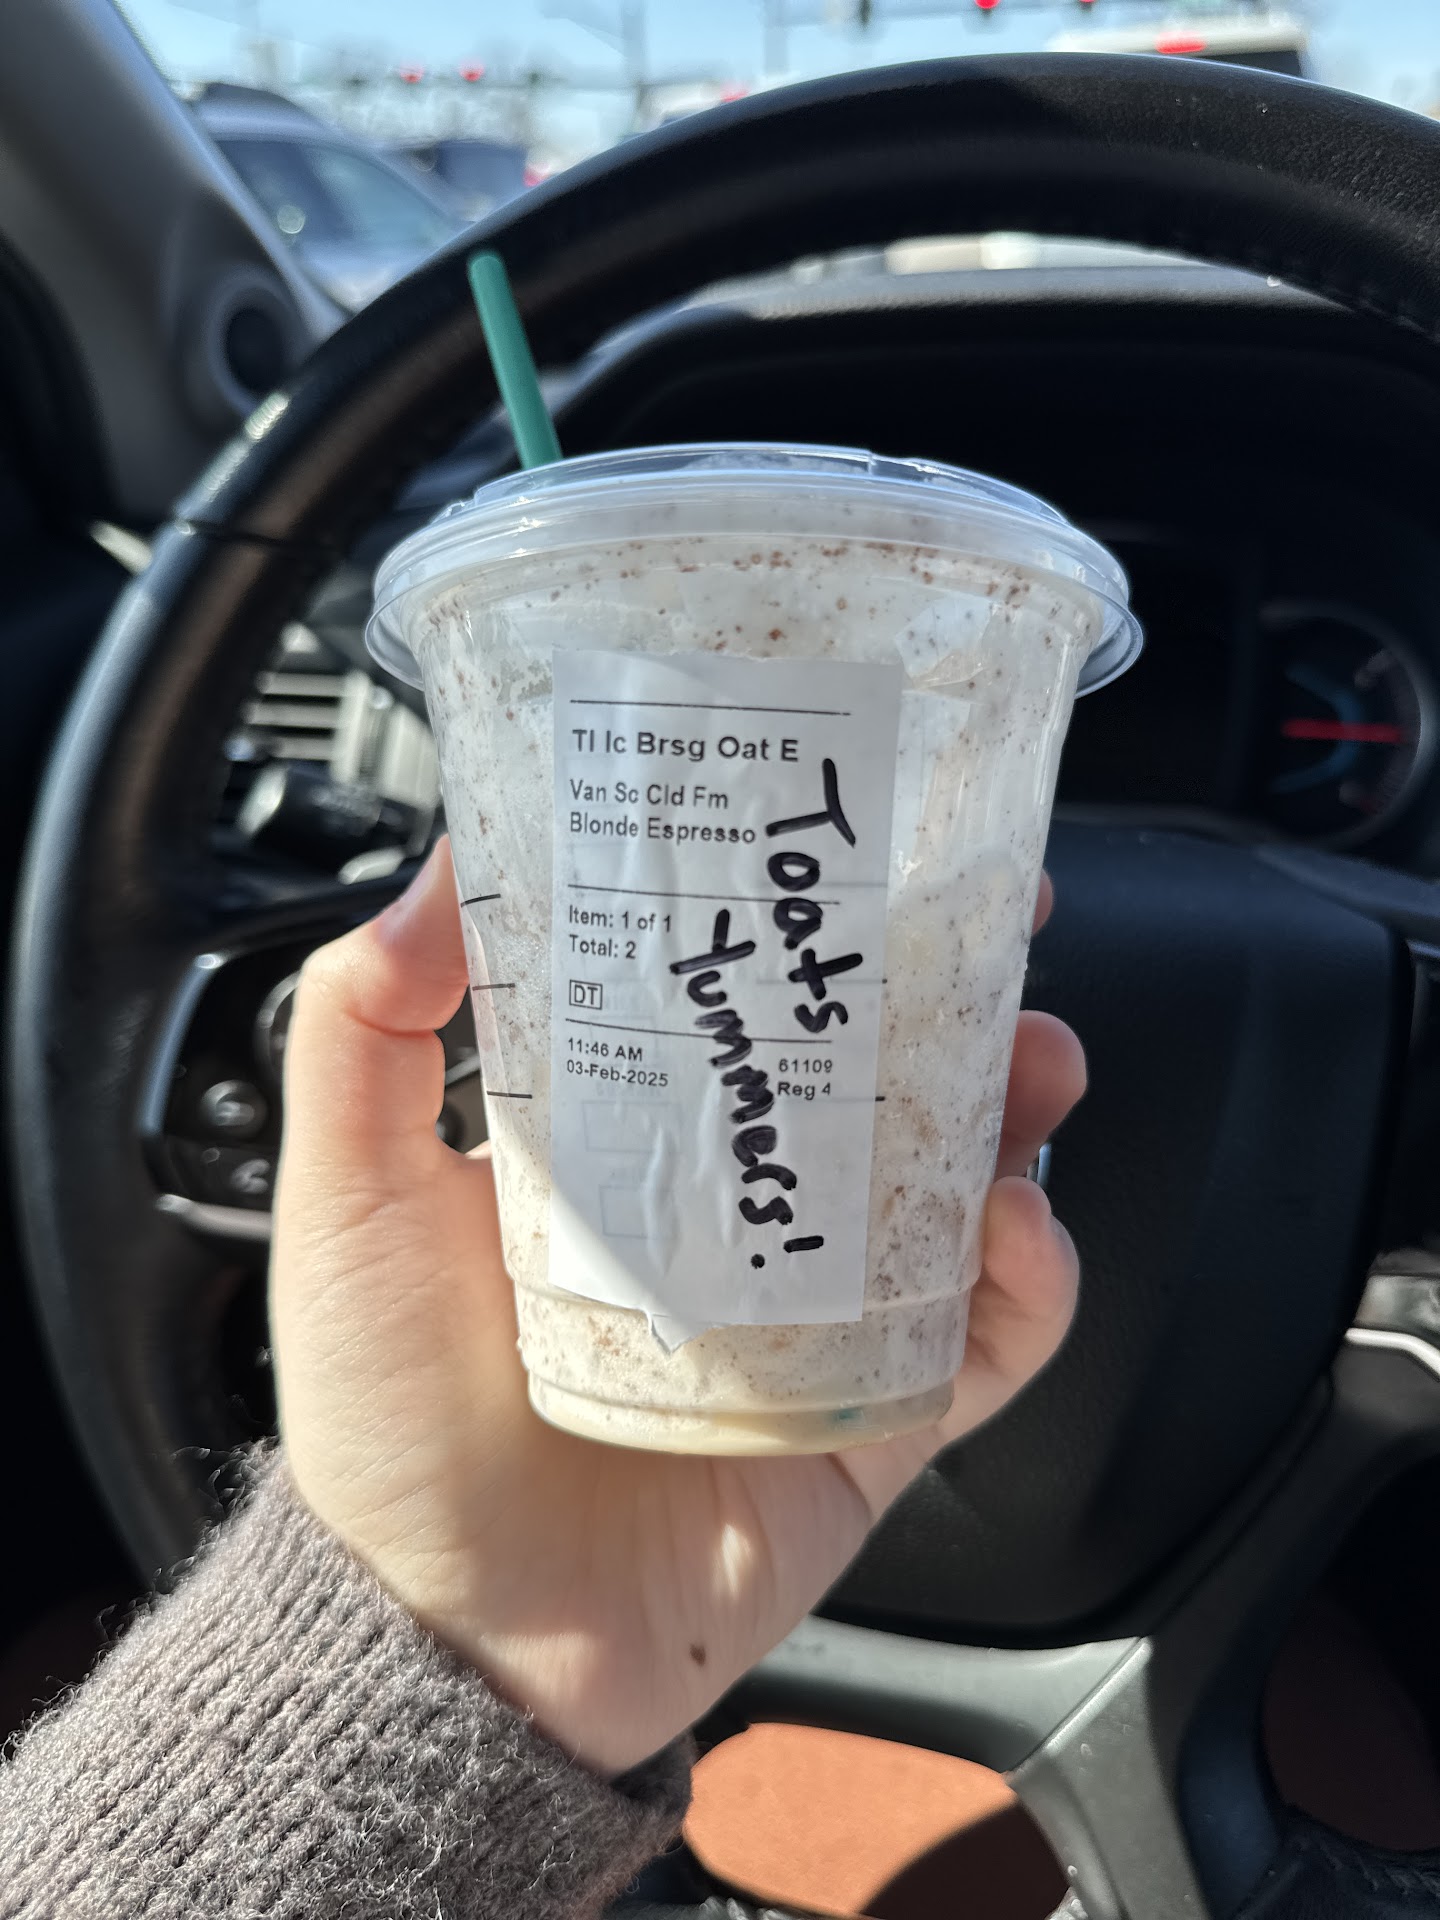 Tl Ic Brsg Oat E
Van Sc Cld Fm
Blonde Espresso
Item: 1 of 1
Total: 2
DT
11:46 AM
03-Feb-2025
61109
Reg 4
Toats
Yummers!